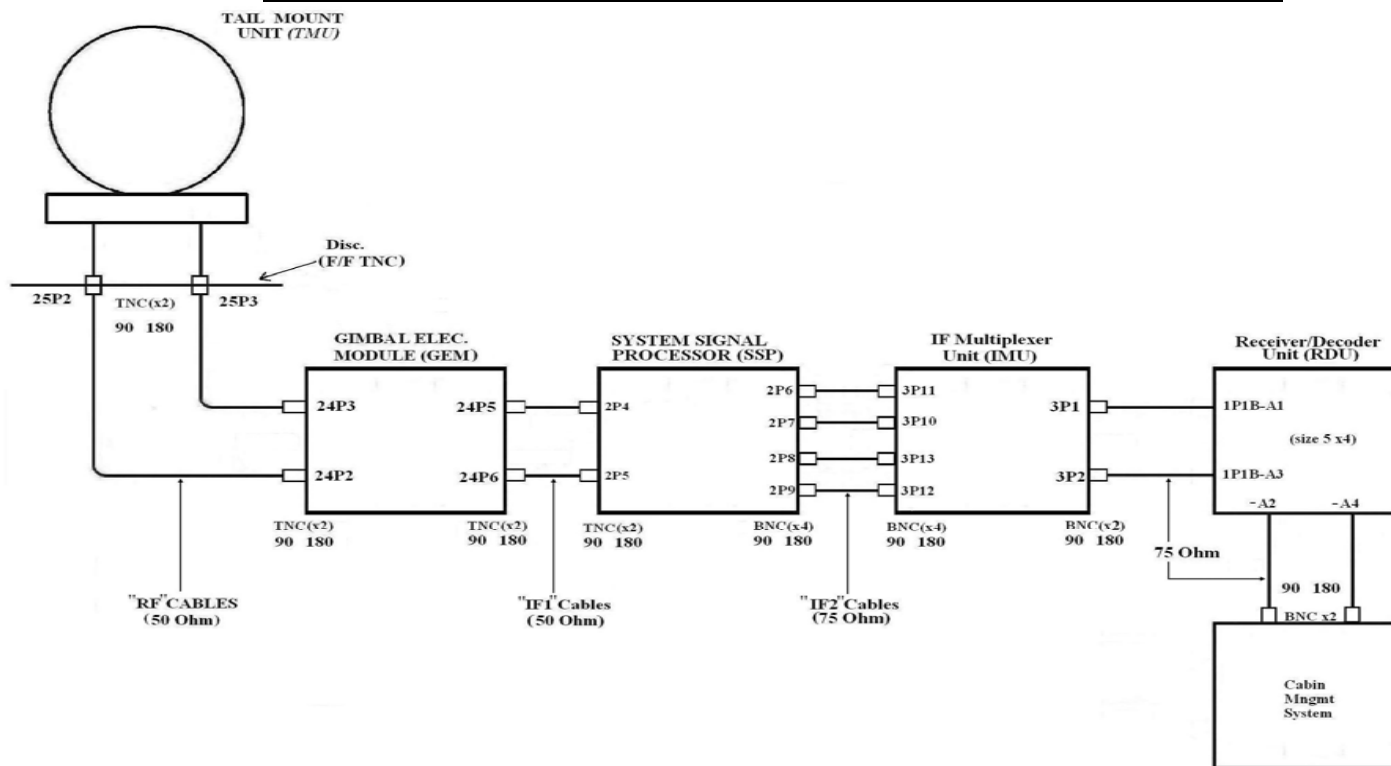 TAIL MOUNT
UNIT (TMU)
Disc.
(F/F TNC)
25P2
TNC(x2)
90 180
25P3
GIMBAL ELEC.
MODULE (GEM)
24P3
24P5
24P2
24P6
TNC(x2)
90 180
TNC(x2)
90 180
SYSTEM SIGNAL
PROCESSOR (SSP)
2P4
2P5
2P6
2P7
2P8
2P9
TNC(x2)
90 180
BNC(x4)
90 180
IF Multiplexer
Unit (IMU)
3P11
3P10
3P13
3P12
3P1
3P2
BNC(x4)
90 180
BNC(x2)
90 180
Receiver/Decoder
Unit (RDU)
1P1B-A1
(size 5 x4)
1P1B-A3
-A2
-A4
75 Ohm
90 180
BNC x2
"RF"CABLES
(50 Ohm)
"IF1"Cables
(50 Ohm)
"IF2"Cables
(75 Ohm)
Cabin
Mngmt
System